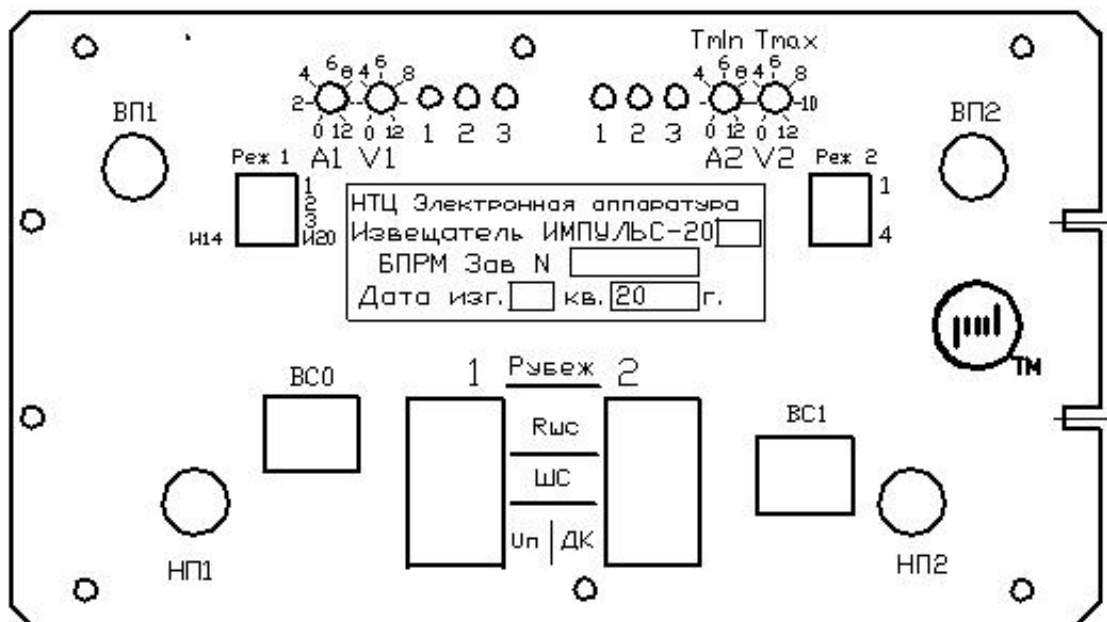 Tmin Tmax
4 6 8 4 6 8
4 6 8 4 6 8
2
10
0 12 0 12 1 2 3
1 2 3 0 12 0 12
A1 V1
A2 V2
ВП1
ВП2
Реж 1
1
2
3
И14 И20
Реж 2
1
4
НТЦ Электронная аппаратура
Извещатель ИМПУЛЬС-20
БПРМ Зав N
Дата изг. кв. 20 г.
TM
1 Рубеж 2
ВС0
Rшс
ВС1
ШС
Uп ДК
НП1
НП2